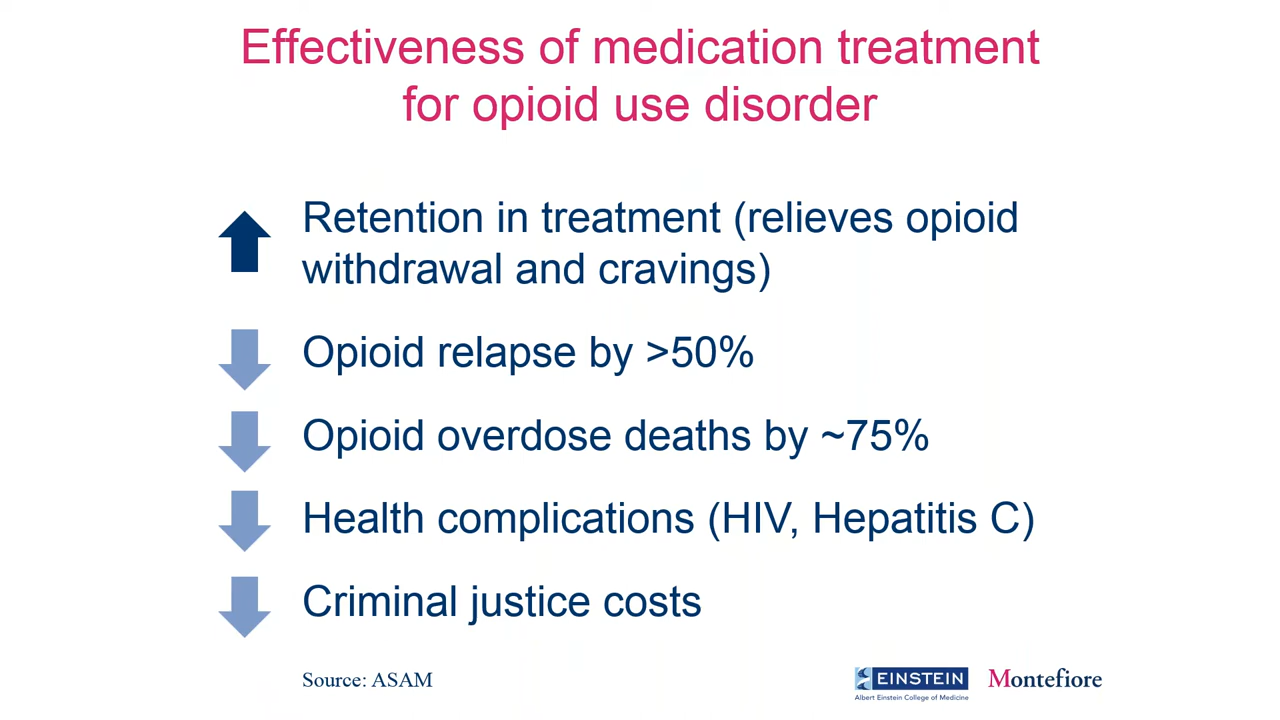 Effectiveness of medication treatment
for opioid use disorder
Retention in treatment (relieves opioid
withdrawal and cravings)
Opioid relapse by >50%
Opioid overdose deaths by ~75%
Health complications (HIV, Hepatitis C)
Criminal justice costs
Source: ASAM
EINSTEIN
Albert Einstein College of Medicine
Montefiore